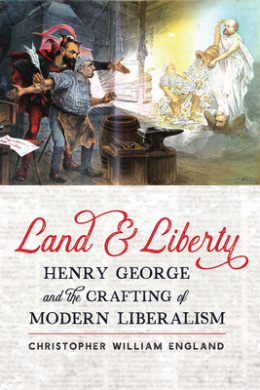 Land & Liberty
HENRY GEORGE
and the CRAFTING of
MODERN LIBERALISM
CHRISTOPHER WILLIAM ENGLAND